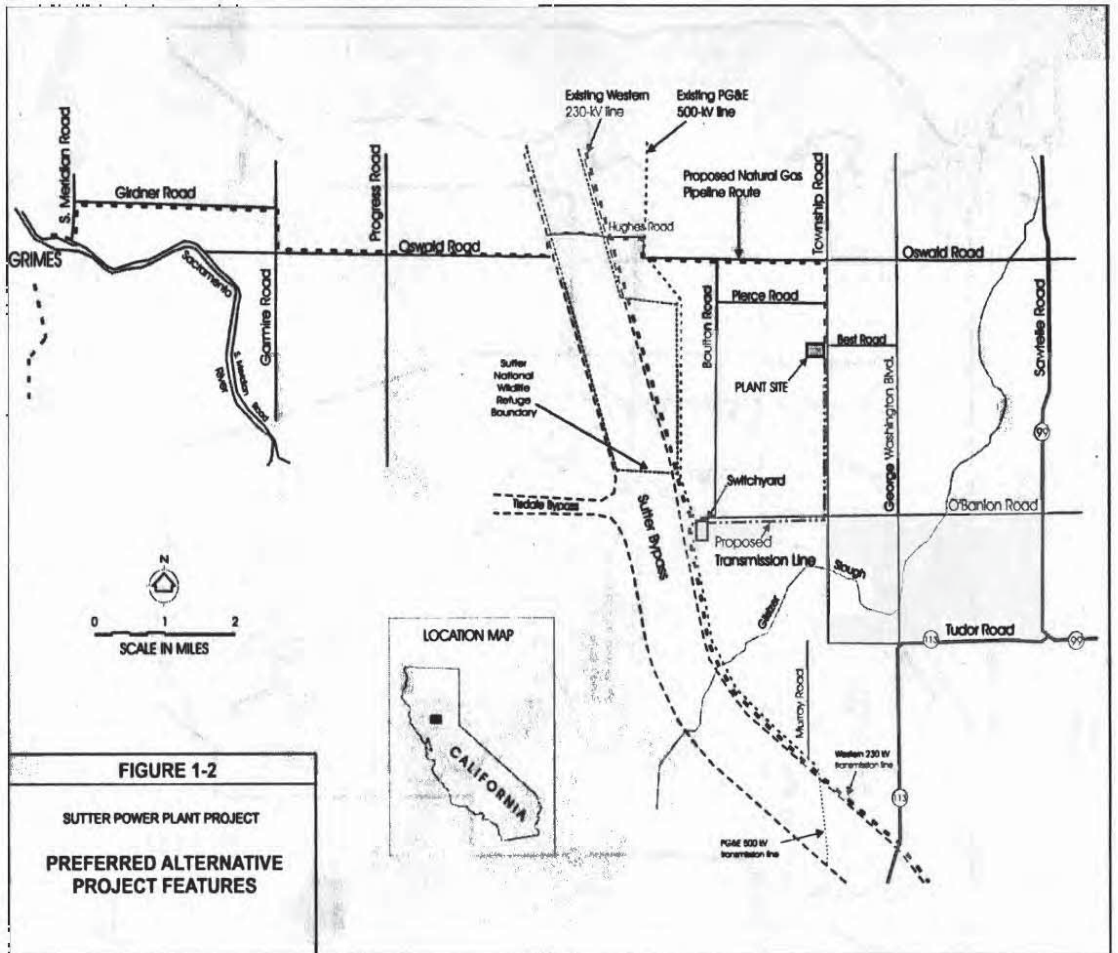 Existing Western
230-kV line
Existing PG&E
500-kV line
S. Meridian Road
Girdner Road
Progress Road
Proposed Natural Gas
Pipeline Route
Township Road
Hughes Road
GRIMES
Sacramento
River
S. Meridian Road
Garmire Road
Oswald Road
Oswald Road
Boulton Road
Pierce Road
Best Road
PLANT SITE
George Washington Blvd.
Sawtelle Road
99
Sutter
National
Wildlife
Refuge
Boundary
Switchyard
O'Banion Road
Tisdale Bypass
Sutter Bypass
Proposed
Transmission Line
Gilsizer
Slough
N
0 1 2
SCALE IN MILES
LOCATION MAP
CALIFORNIA
113
Tudor Road
99
Murray Road
Western 230 kV
transmission line
113
PG&E 500 kV
transmission line
FIGURE 1-2
SUTTER POWER PLANT PROJECT
PREFERRED ALTERNATIVE
PROJECT FEATURES